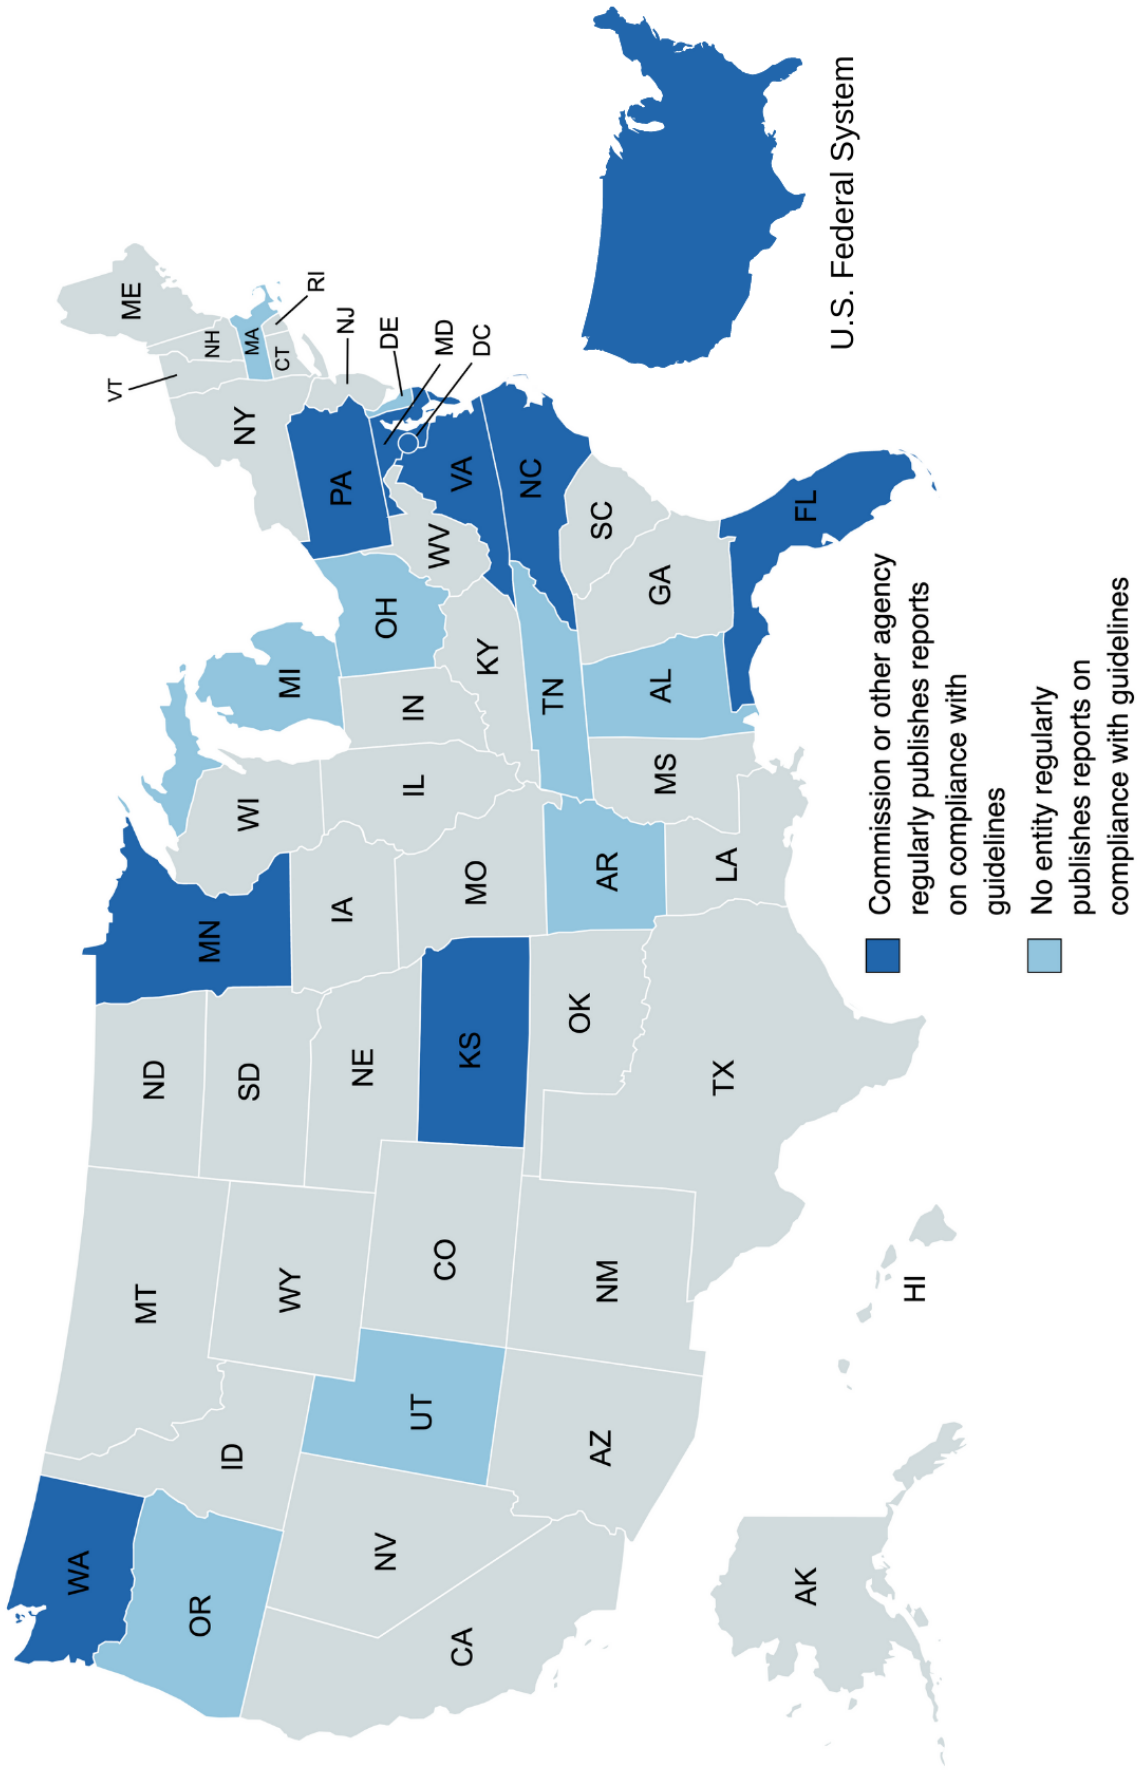 WA
OR
CA
NV
ID
MT
WY
UT
AZ
CO
NM
ND
SD
NE
KS
OK
TX
MN
IA
MO
AR
LA
WI
IL
MS
MI
IN
KY
TN
AL
OH
WV
GA
SC
NC
VA
PA
NY
VT
NH
ME
MA
CT
RI
NJ
DE
MD
DC
FL
AK
HI
U.S. Federal System
Commission or other agency
regularly publishes reports
on compliance with
guidelines
No entity regularly
publishes reports on
compliance with guidelines